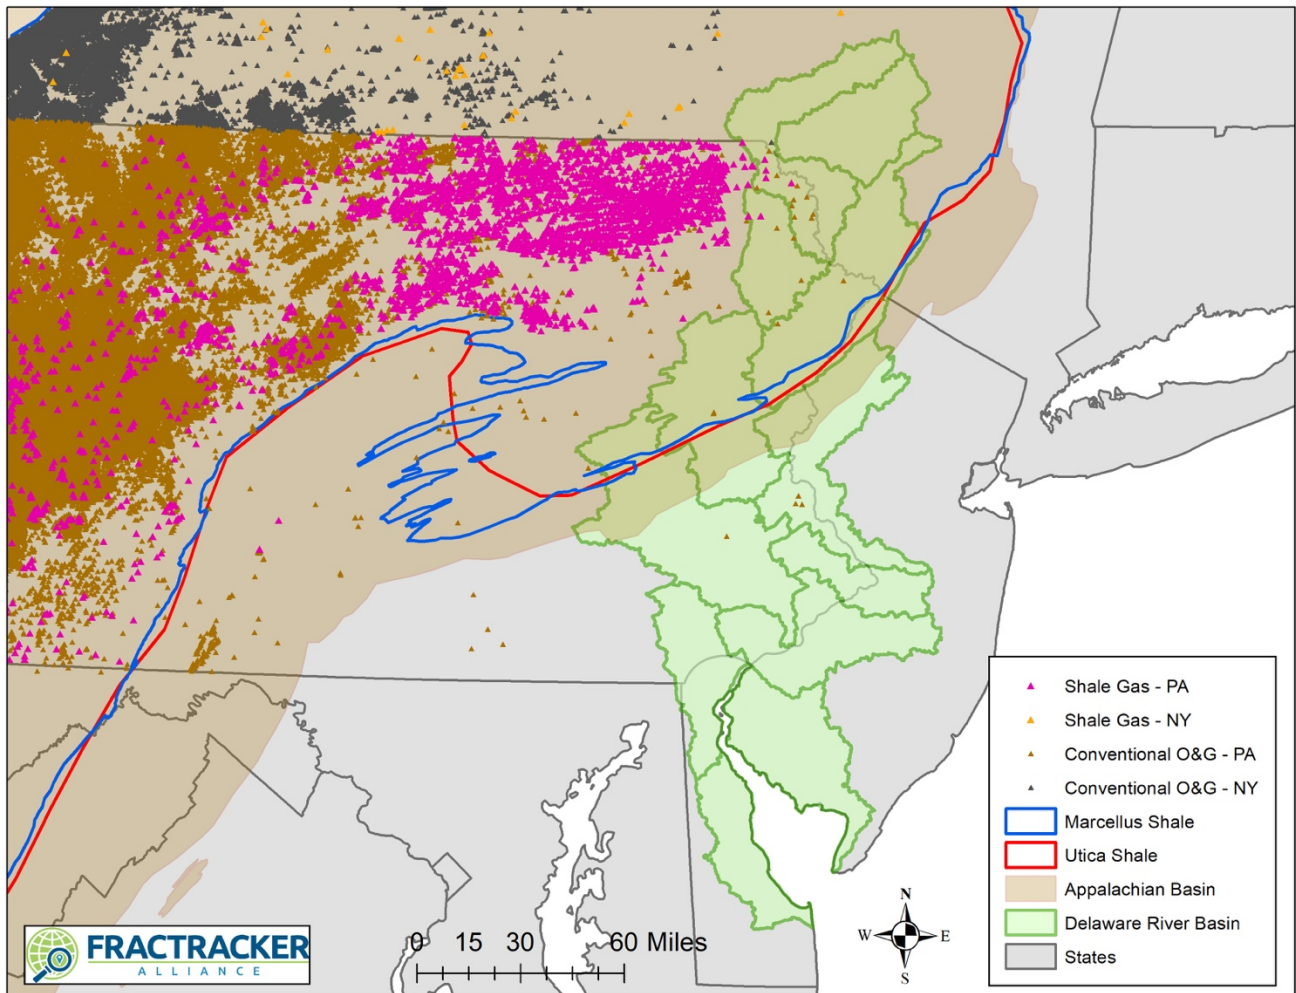 Shale Gas - PA
Shale Gas - NY
Conventional O&G - PA
Conventional O&G - NY
Marcellus Shale
Utica Shale
Appalachian Basin
Delaware River Basin
States
N
W E
S
0 15 30 60 Miles
FRACTRACKER
ALLIANCE